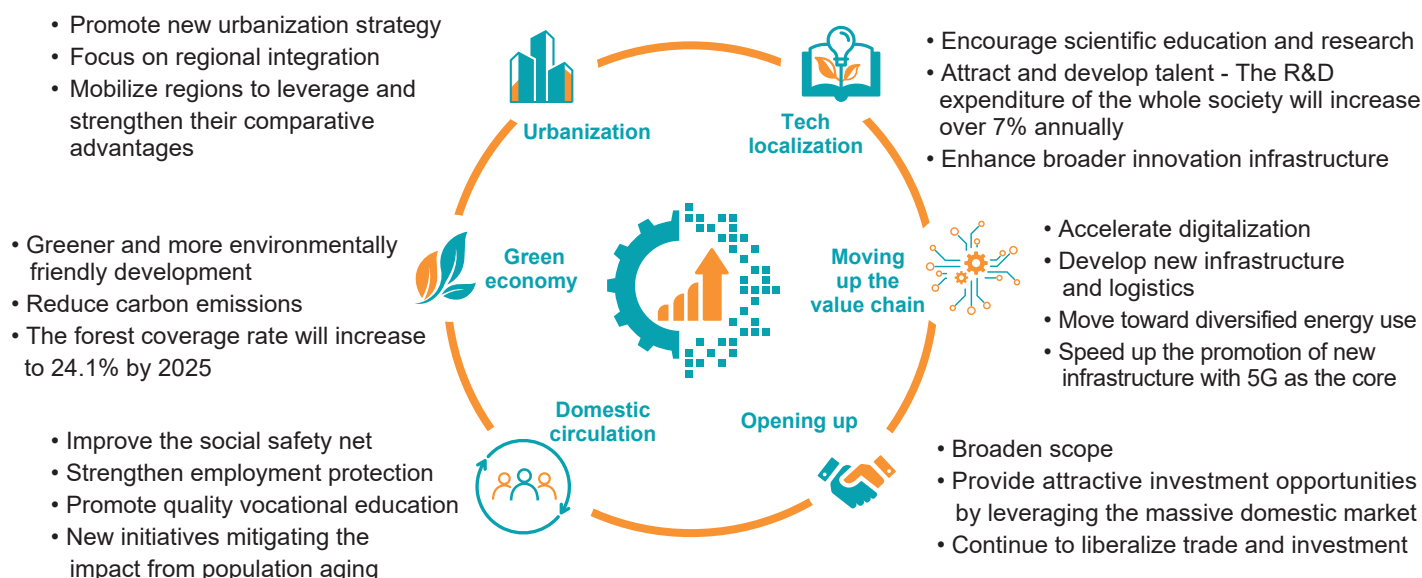 • Promote new urbanization strategy
• Focus on regional integration
• Mobilize regions to leverage and
strengthen their comparative
advantages
Urbanization
Tech
localization
• Encourage scientific education and research
• Attract and develop talent - The R&D
expenditure of the whole society will increase
over 7% annually
• Enhance broader innovation infrastructure
• Greener and more environmentally
friendly development
• Reduce carbon emissions
• The forest coverage rate will increase
to 24.1% by 2025
Green
economy
Moving
up the
value chain
• Accelerate digitalization
• Develop new infrastructure
and logistics
• Move toward diversified energy use
• Speed up the promotion of new
infrastructure with 5G as the core
• Improve the social safety net
• Strengthen employment protection
• Promote quality vocational education
• New initiatives mitigating the
impact from population aging
Domestic
circulation
Opening up
• Broaden scope
• Provide attractive investment opportunities
by leveraging the massive domestic market
• Continue to liberalize trade and investment